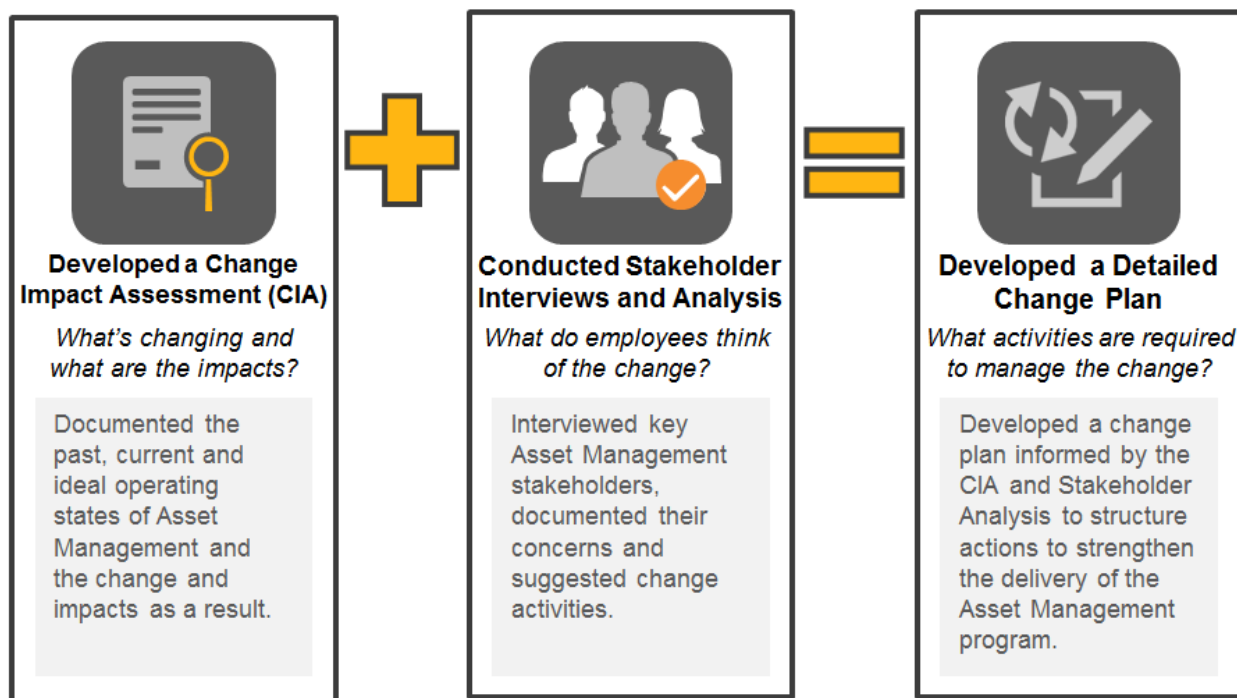 Developed a Change
Impact Assessment (CIA)
What's changing and
what are the impacts?
Documented the
past, current and
ideal operating
states of Asset
Management and
the change and
impacts as a result.
Conducted Stakeholder
Interviews and Analysis
What do employees think
of the change?
Interviewed key
Asset Management
stakeholders,
documented their
concerns and
suggested change
activities.
Developed a Detailed
Change Plan
What activities are required
to manage the change?
Developed a change
plan informed by the
CIA and Stakeholder
Analysis to structure
actions to strengthen
the delivery of the
Asset Management
program.